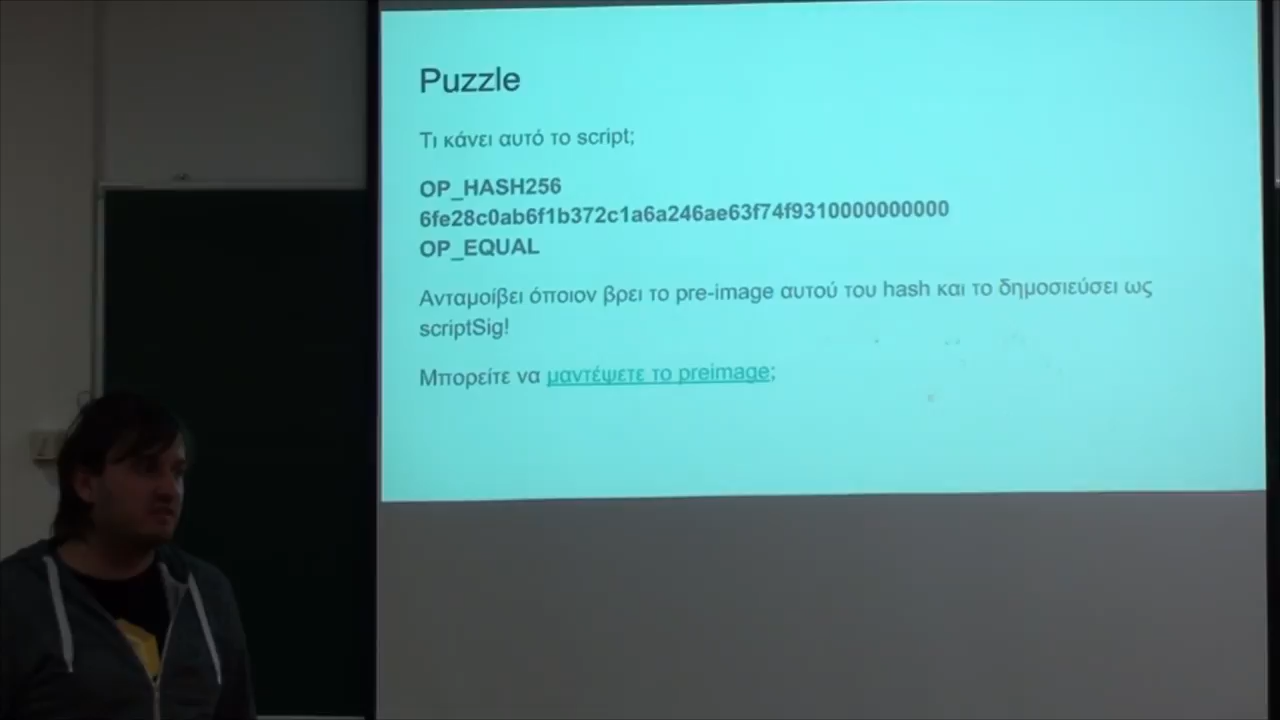 Puzzle
Τι κάνει αυτό το script;
OP_HASH256
6fe28c0ab6f1b372c1a6a246ae63f74f9310000000000
OP_EQUAL
Ανταμοίβει όποιον βρει το pre-image αυτού του hash και το δημοσιεύσει ως
scriptSig!
Μπορείτε να μαντέψετε το preimage;